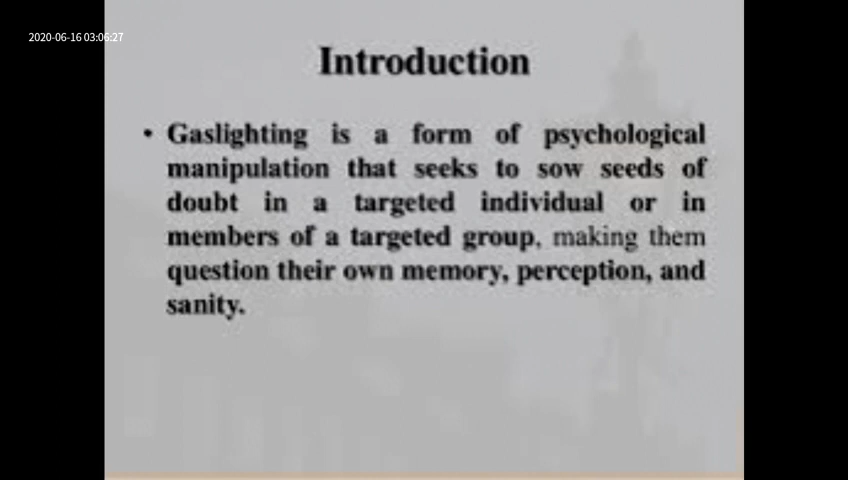 2020-06-16 03:06:27
Introduction
• Gaslighting is a form of psychological
manipulation that seeks to sow seeds of
doubt in a targeted individual or in
members of a targeted group, making them
question their own memory, perception, and
sanity.